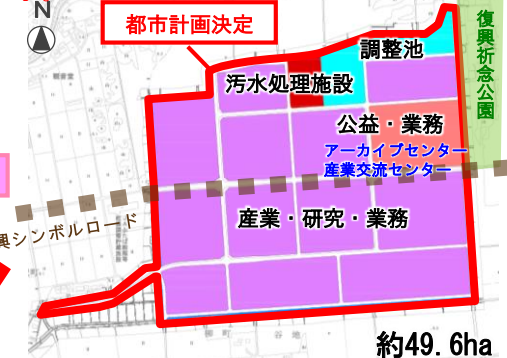 N
都市計画決定
復興祈念公園
調整池
汚水処理施設
公益・業務
アーカイブセンター
産業交流センター
興シンボルロード
産業・研究・業務
約49.6ha